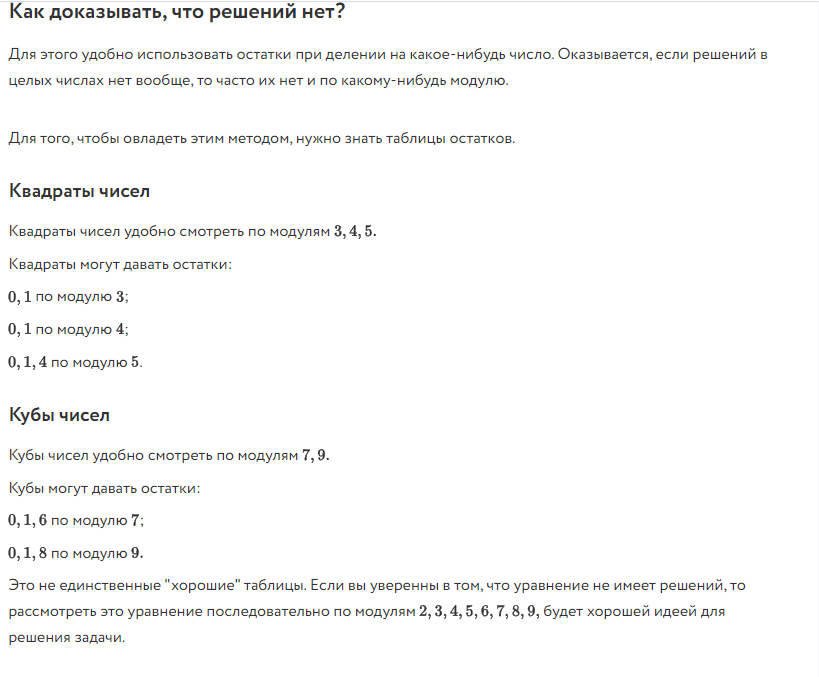 Как доказывать, что решений нет?
Для этого удобно использовать остатки при делении на какое-нибудь число. Оказывается, если решений в
целых числах нет вообще, то часто их нет и по какому-нибудь модулю.
Для того, чтобы овладеть этим методом, нужно знать таблицы остатков.
Квадраты чисел
Квадраты чисел удобно смотреть по модулям 3, 4, 5.
Квадраты могут давать остатки:
0, 1 по модулю 3;
0, 1 по модулю 4;
0, 1, 4 по модулю 5.
Кубы чисел
Кубы чисел удобно смотреть по модулям 7, 9.
Кубы могут давать остатки:
0, 1, 6 по модулю 7;
0, 1, 8 по модулю 9.
Это не единственные "хорошие" таблицы. Если вы уверенны в том, что уравнение не имеет решений, то
рассмотреть это уравнение последовательно по модулям 2, 3, 4, 5, 6, 7, 8, 9, будет хорошей идеей для
решения задачи.